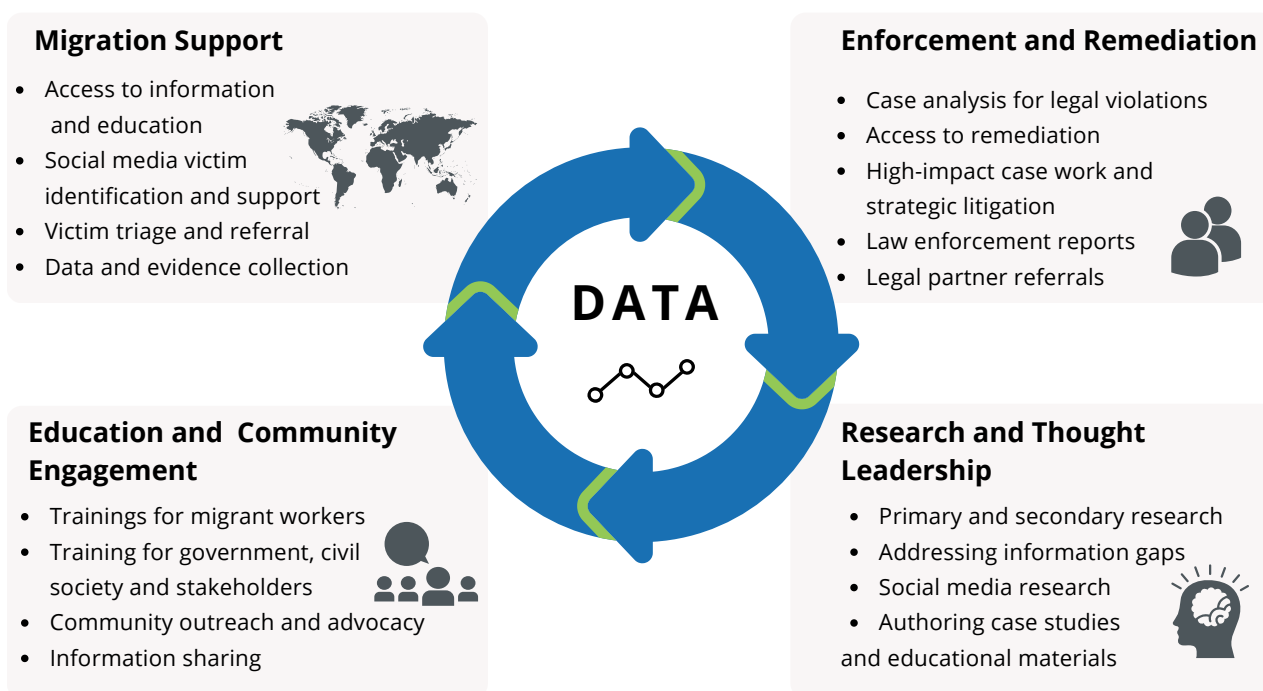 Migration Support
• Access to information
and education
• Social media victim
identification and support
• Victim triage and referral
• Data and evidence collection
Enforcement and Remediation
• Case analysis for legal violations
• Access to remediation
• High-impact case work and
strategic litigation
• Law enforcement reports
• Legal partner referrals
DATA
Education and Community
Engagement
• Trainings for migrant workers
• Training for government, civil
society and stakeholders
• Community outreach and advocacy
• Information sharing
Research and Thought
Leadership
• Primary and secondary research
• Addressing information gaps
• Social media research
• Authoring case studies
and educational materials